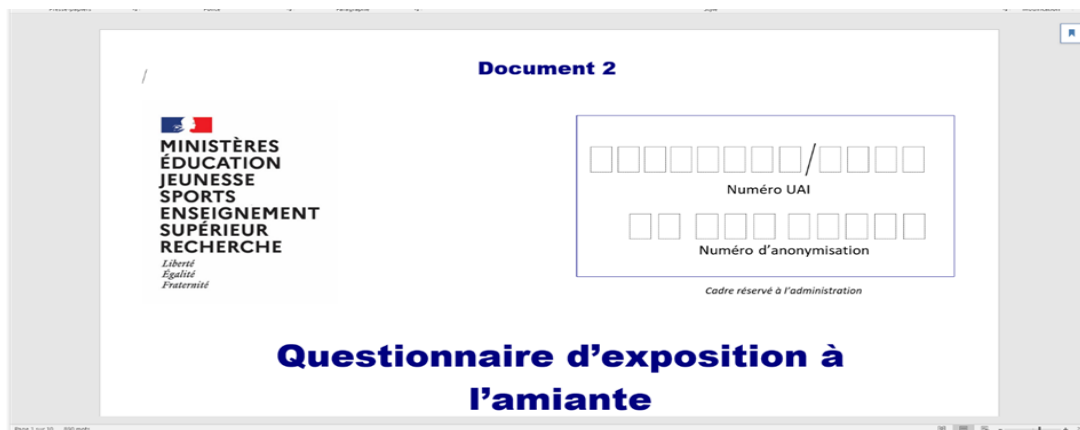 Document 2
/
MINISTÈRES
ÉDUCATION
JEUNESSE
SPORTS
ENSEIGNEMENT
SUPÉRIEUR
RECHERCHE
Liberté
Égalité
Fraternité
/
Numéro UAI
Numéro d’anonymisation
Cadre réservé à l’administration
Questionnaire d’exposition à
l’amiante